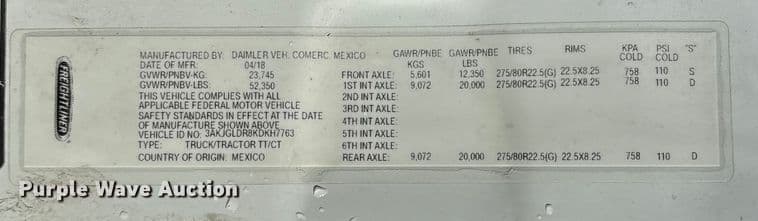 FREIGHTLINER
MANUFACTURED BY: DAIMLER VEH. COMERC. MEXICO GAWR/PNBE GAWR/PNBE TIRES RIMS KPA PSI "S"
DATE OF MFR: 04/18 KGS LBS COLD COLD
GVWR/PNBV-KG: 23,745 FRONT AXLE: 5,601 12,350 275/80R22.5(G) 22.5X8.25 758 110 S
GVWR/PNBV-LBS: 52,350 1ST INT AXLE: 9,072 20,000 275/80R22.5(G) 22.5X8.25 758 110 D
THIS VEHICLE COMPLIES WITH ALL 2ND INT AXLE:
APPLICABLE FEDERAL MOTOR VEHICLE 3RD INT AXLE:
SAFETY STANDARDS IN EFFECT AT THE DATE 4TH INT AXLE:
OF MANUFACTURE SHOWN ABOVE
VEHICLE ID NO: 3AKJGLDR8KDKH7763 5TH INT AXLE:
TYPE: TRUCK/TRACTOR TT/CT 6TH INT AXLE:
COUNTRY OF ORIGIN: MEXICO REAR AXLE: 9,072 20,000 275/80R22.5(G) 22.5X8.25 758 110 D
Purple Wave Auction